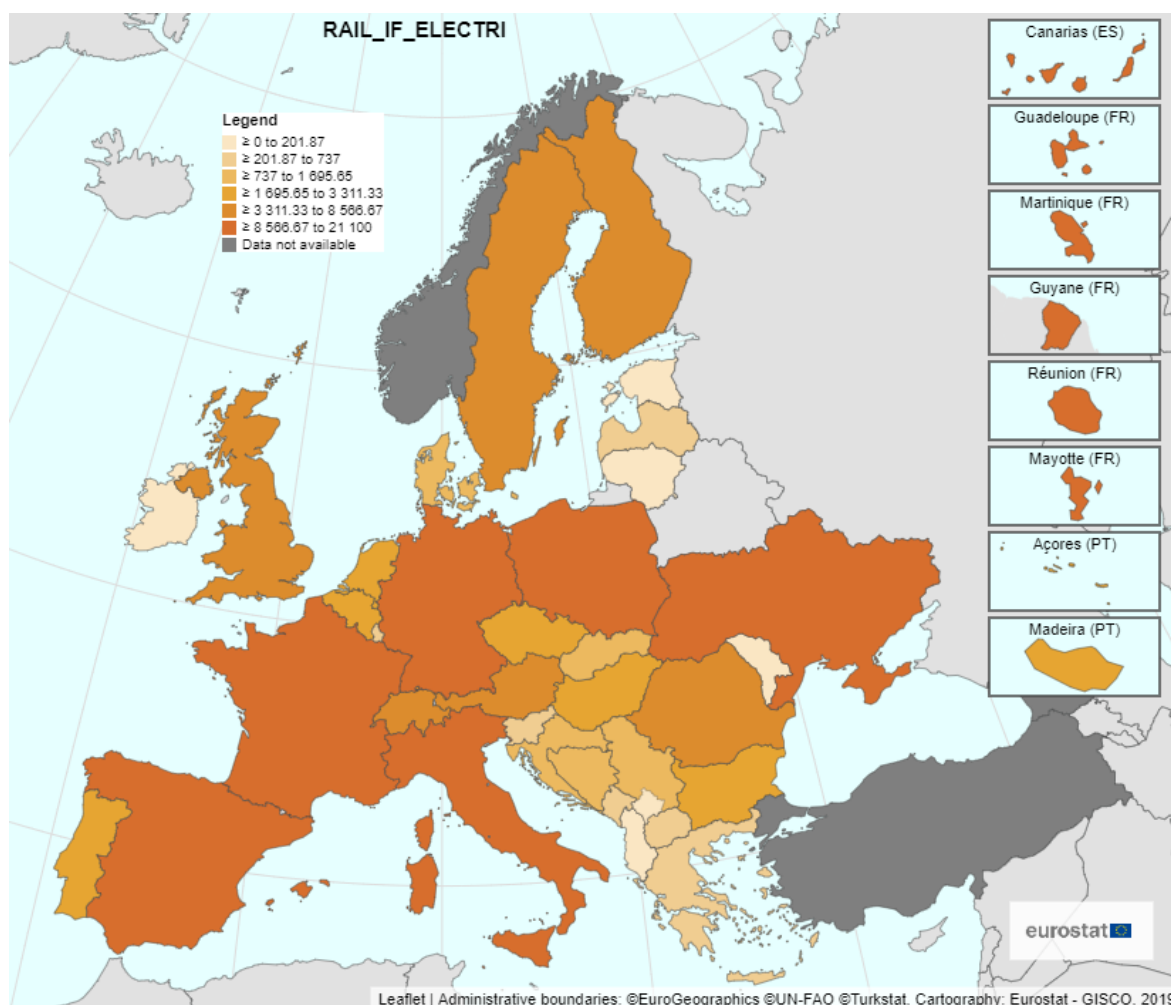 RAIL_IF_ELECTRI
Legend
≥ 0 to 201.87
≥ 201.87 to 737
≥ 737 to 1 695.65
≥ 1 695.65 to 3 311.33
≥ 3 311.33 to 8 566.67
≥ 8 566.67 to 21 100
Data not available
Canarias (ES)
Guadeloupe (FR)
Martinique (FR)
Guyane (FR)
Réunion (FR)
Mayotte (FR)
Açores (PT)
Madeira (PT)
eurostat
Leaflet | Administrative boundaries: ©EuroGeographics ©UN-FAO ©Turkstat, Cartography: Eurostat - GISCO, 201